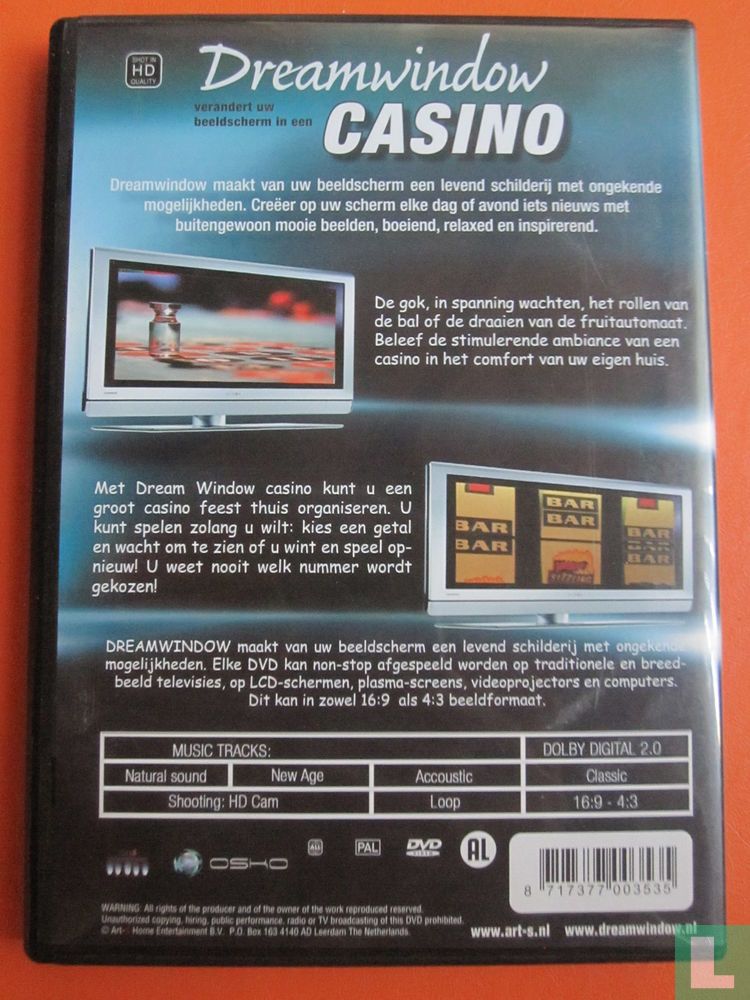 SHOT IN
HD
QUALITY
Dreamwindow
verandert uw
beeldscherm in een
CASINO
Dreamwindow maakt van uw beeldscherm een levend schilderij met ongekende
mogelijkheden. Creëer op uw scherm elke dag of avond iets nieuws met
buitengewoon mooie beelden, boeiend, relaxed en inspirerend.
De gok, in spanning wachten, het rollen van
de bal of de draaien van de fruitautomaat.
Beleef de stimulerende ambiance van een
casino in het comfort van uw eigen huis.
Met Dream Window casino kunt u een
groot casino feest thuis organiseren. U
kunt spelen zolang u wilt: kies een getal
en wacht om te zien of u wint en speel op-
nieuw! U weet nooit welk nummer wordt
gekozen!
BAR
BAR BAR BAR
BAR BAR
SIZZLING
DREAMWINDOW maakt van uw beeldscherm een levend schilderij met ongekende
mogelijkheden. Elke DVD kan non-stop afgespeeld worden op traditionele en breed-
beeld televisies, op LCD-schermen, plasma-screens, videoprojectors en computers.
Dit kan in zowel 16:9 als 4:3 beeldformaat.
MUSIC TRACKS: DOLBY DIGITAL 2.0
Natural sound New Age Accoustic Classic
Shooting: HD Cam Loop 16:9 - 4:3
OSKO ALL PAL DVD VIDEO AL
8 717377 003535
WARNING: All rights of the producer and of the owner of the work reproduced reserved.
Unauthorized copying, hiring, public performance, radio or TV broadcasting of this DVD prohibited.
© Art- Home Entertainment B.V. P.O. Box 163 4140 AD Leerdam The Netherlands.
www.art-s.nl www.dreamwindow.nl